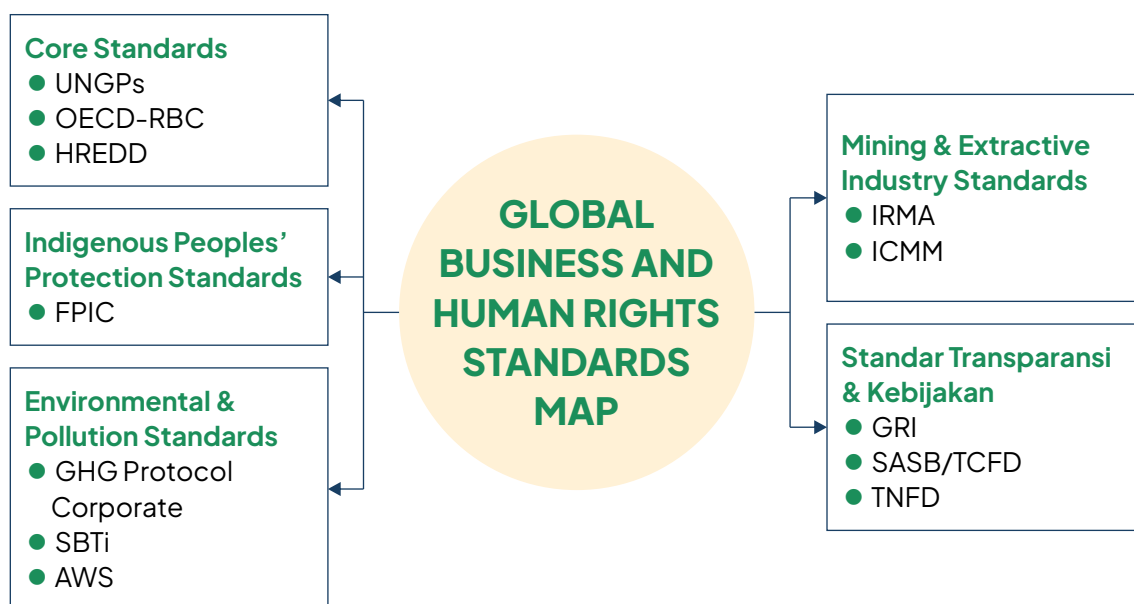 Core Standards
● UNGPs
● OECD-RBC
● HREDD
Indigenous Peoples’
Protection Standards
● FPIC
Environmental &
Pollution Standards
● GHG Protocol
Corporate
● SBTi
● AWS
GLOBAL
BUSINESS AND
HUMAN RIGHTS
STANDARDS
MAP
Mining & Extractive
Industry Standards
● IRMA
● ICMM
Standar Transparansi
& Kebijakan
● GRI
● SASB/TCFD
● TNFD